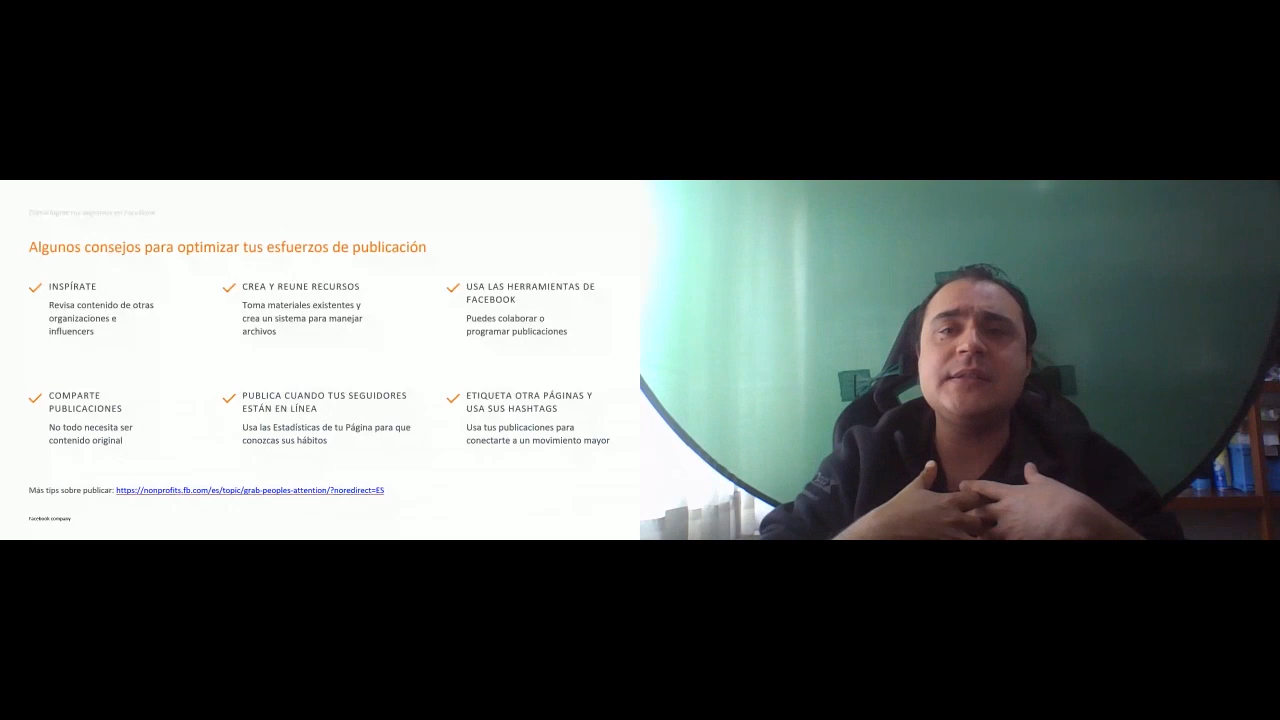 Algunos consejos para optimizar tus esfuerzos de publicación
INSPÍRATE
Revisa contenido de otras
organizaciones e
influencers
CREA Y REUNE RECURSOS
Toma materiales existentes y
crea un sistema para manejar
archivos
USA LAS HERRAMIENTAS DE
FACEBOOK
Puedes colaborar o
programar publicaciones
COMPARTE
PUBLICACIONES
No todo necesita ser
contenido original
PUBLICA CUANDO TUS SEGUIDORES
ESTÁN EN LÍNEA
Usa las Estadísticas de tu Página para que
conozcas sus hábitos
ETIQUETA OTRA PÁGINAS Y
USA SUS HASHTAGS
Usa tus publicaciones para
conectarte a un movimiento mayor
Más tips sobre publicar: https://nonprofits.fb.com/es/topic/grab-peoples-attention/?noredirect=ES
Facebook company